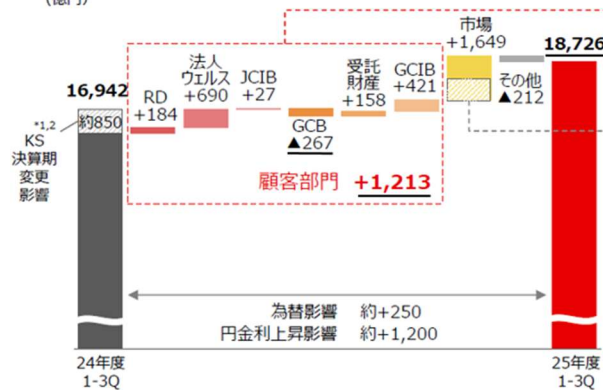 (億円)
16,942
*1,2
KS
決算期
変更
影響
約850
RD
+184
法人
ウェルス
+690
JCIB
+27
GCB
▲267
受託
財産
+158
GCIB
+421
顧客部門 +1,213
市場
+1,649
その他
▲212
18,726
為替影響 約+250
円金利上昇影響 約+1,200
24年度
1-3Q
25年度
1-3Q